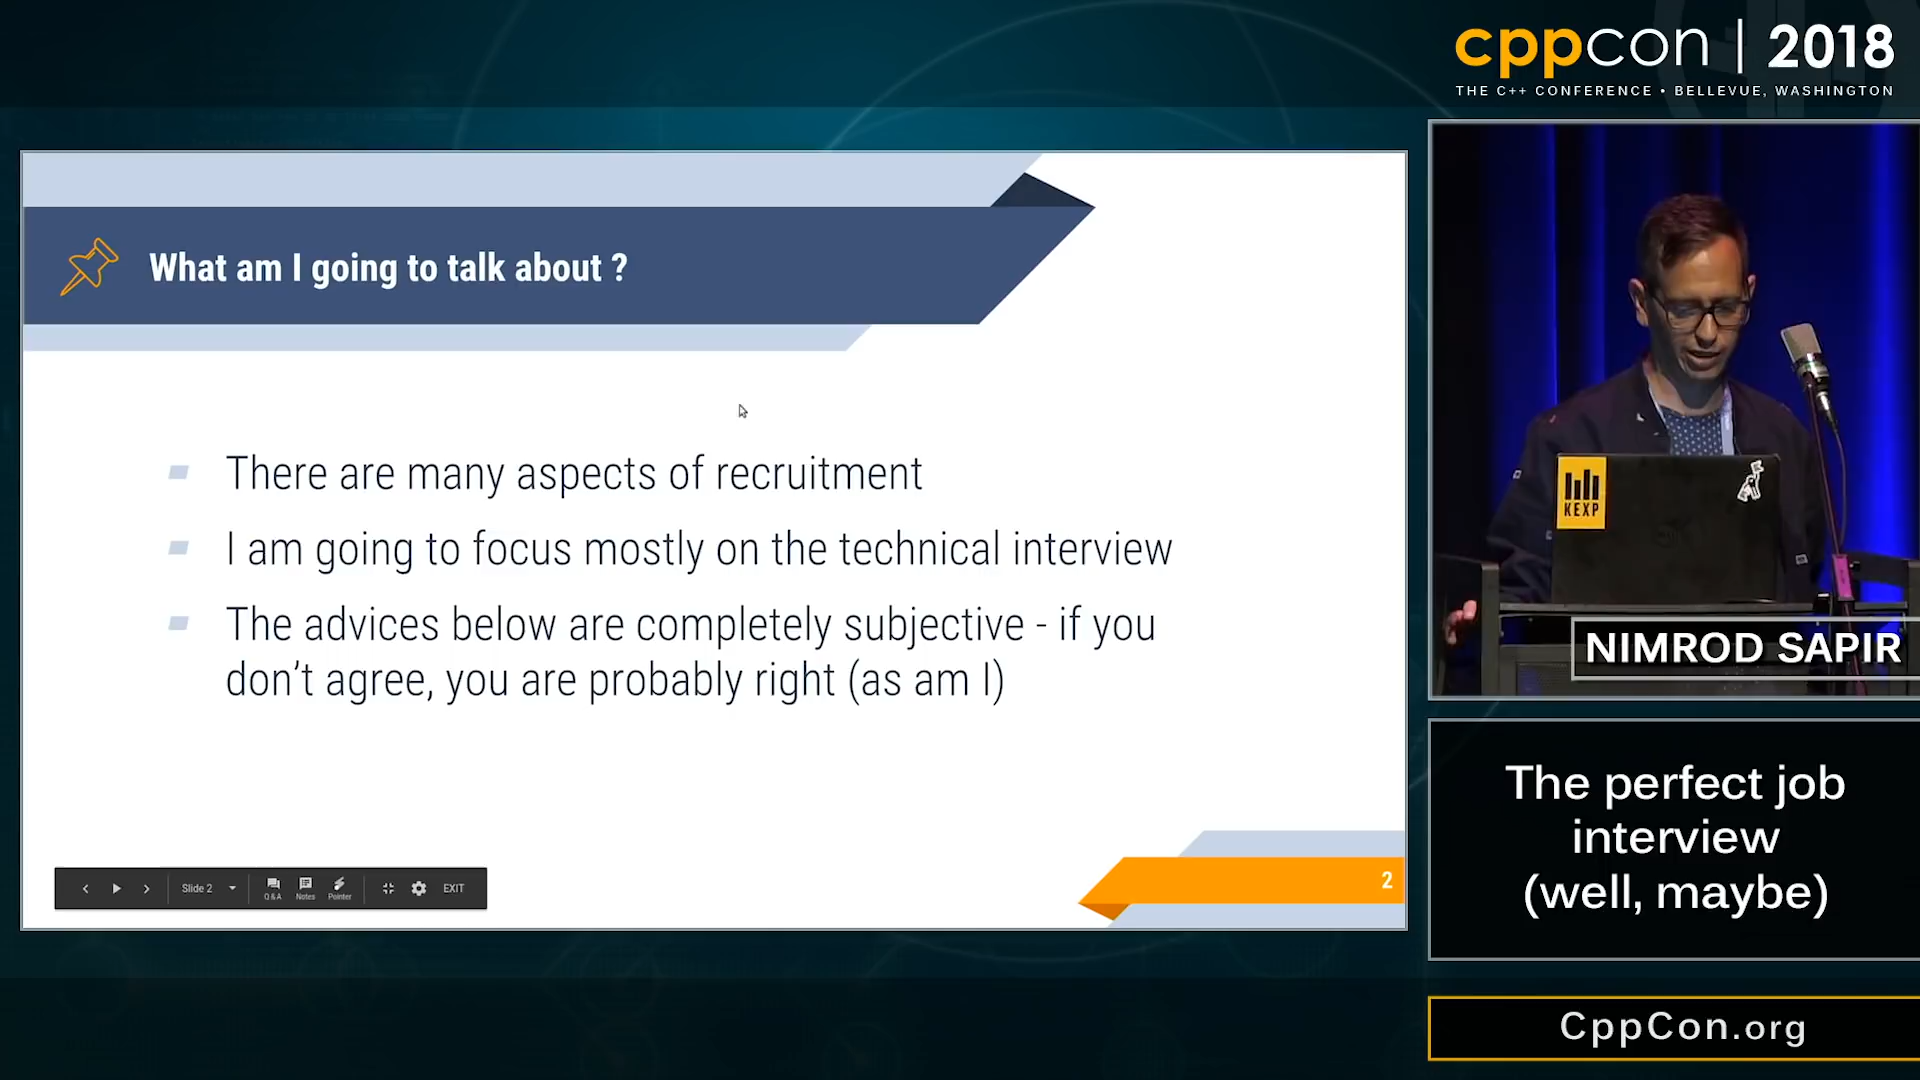 cppcon | 2018
THE C++ CONFERENCE • BELLEVUE, WASHINGTON
What am I going to talk about ?
There are many aspects of recruitment
I am going to focus mostly on the technical interview
The advices below are completely subjective - if you
don't agree, you are probably right (as am I)
Slide 2
Q&A
Notes
Pointer
EXIT
2
KEXP
NIMROD SAPIR
The perfect job
interview
(well, maybe)
CppCon.org